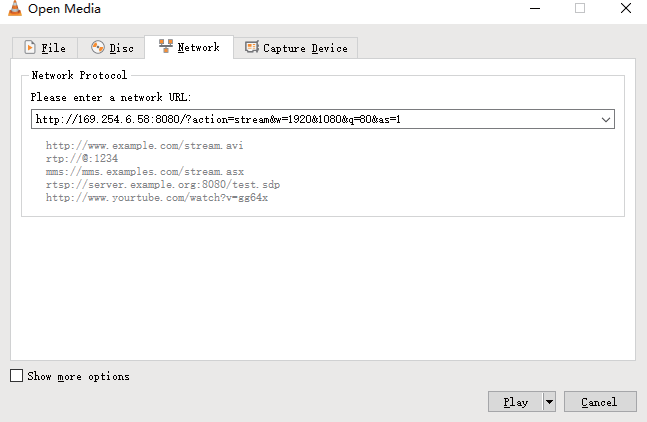 Open Media
File Disc Network Capture Device
Network Protocol
Please enter a network URL:
http://169.254.6.58:8080/?action=stream&w=1920&1080&q=80&as=1
http://www.example.com/stream.avi
rtp://@:1234
mms://mms.examples.com/stream.asx
rtsp://server.example.org:8080/test.sdp
http://www.yourtube.com/watch?v=gg64x
Show more options
Play Cancel